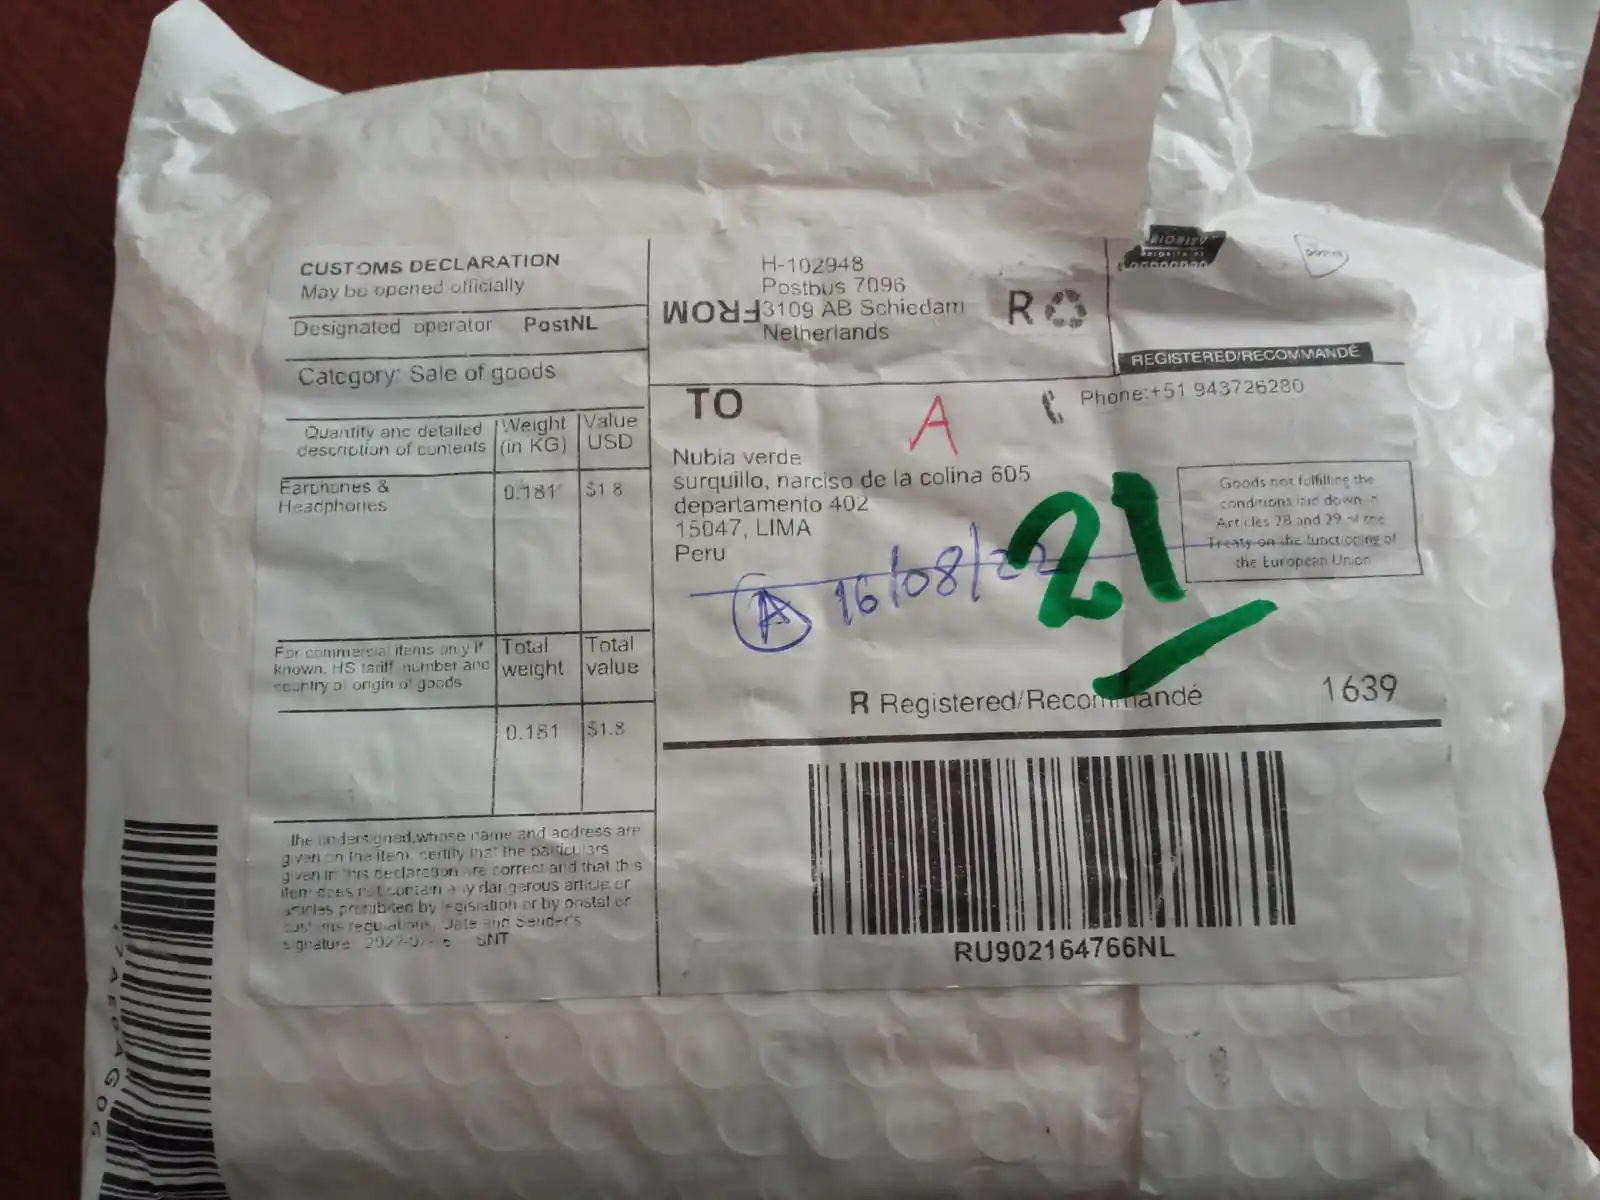 CUSTOMS DECLARATION
May be opened officially
Designated operator PostNL
Category: Sale of goods
Quantity and detailed
description of contents
Weight
(in KG)
Value
USD
Earphones &
Headphones
0.181
$1.8
For commercial items only if
known, HS tariff number and
country of origin of goods
Total
weight
Total
value
0.181
$1.8
the undersigned,whose name and address are
given on the item, certify that the particulars
given in this declaration are correct and that this
item does not contain any dangerous article or
articles prohibited by legislation or by postal or
customs regulations. Date and Sender's
signature SNT
FROM
H-102948
Postbus 7096
3109 AB Schiedam
Netherlands
R
PRIORITY
REGISTERED/RECOMMANDÉ
TO
A
Phone:+51 943726280
Nubia verde
surquillo, narciso de la colina 605
departamento 402
15047, LIMA
Peru
Goods not fulfilling the
conditions laid down in
Articles 28 and 29 of the
Treaty on the functioning of
the European Union
A 16/08/22
21
R Registered/Recommandé 1639
RU902164766NL